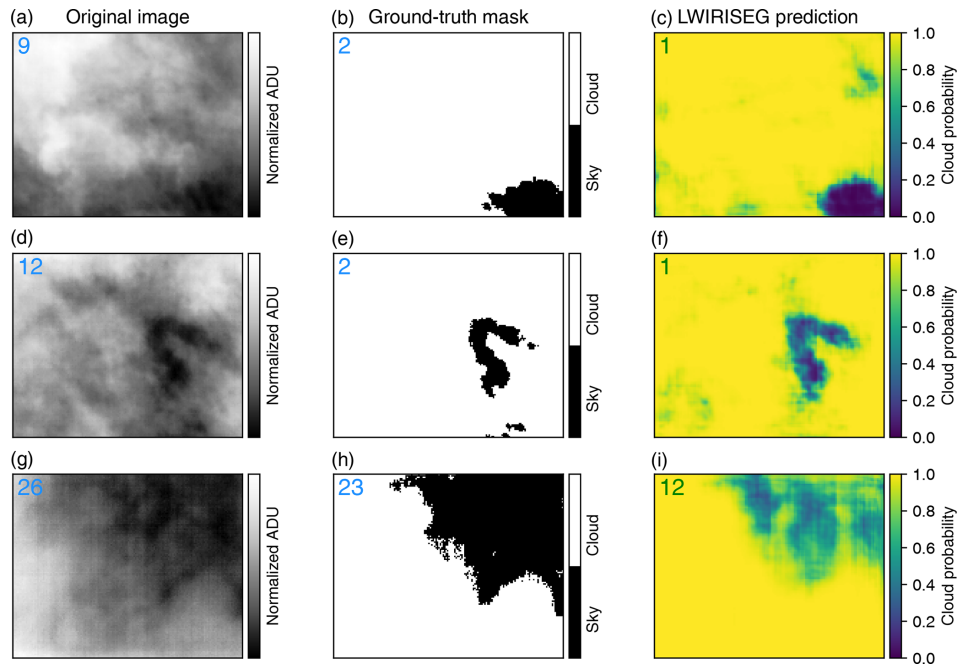 (a) Original image
(b) Ground-truth mask
(c) LWIRISEG prediction
9
Normalized ADU
2
Cloud
Sky
1
1.0
0.8
0.6
0.4
0.2
0.0
Cloud probability
(d)
(e)
(f)
12
Normalized ADU
2
Cloud
Sky
1
1.0
0.8
0.6
0.4
0.2
0.0
Cloud probability
(g)
(h)
(i)
26
Normalized ADU
23
Cloud
Sky
12
1.0
0.8
0.6
0.4
0.2
0.0
Cloud probability